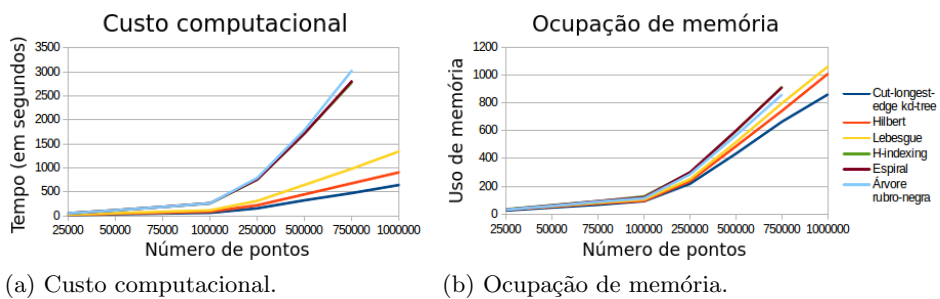 Custo computacional
Tempo (em segundos)
3500
3000
2500
2000
1500
1000
500
0
25000 50000 75000 100000 250000 500000 750000 1000000
Número de pontos
(a) Custo computacional.
Ocupação de memória
Uso de memória
1200
1000
800
600
400
200
0
25000 50000 75000 100000 250000 500000 750000 1000000
Número de pontos
Cut-longest-
edge kd-tree
Hilbert
Lebesgue
H-indexing
Espiral
Árvore
rubro-negra
(b) Ocupação de memória.